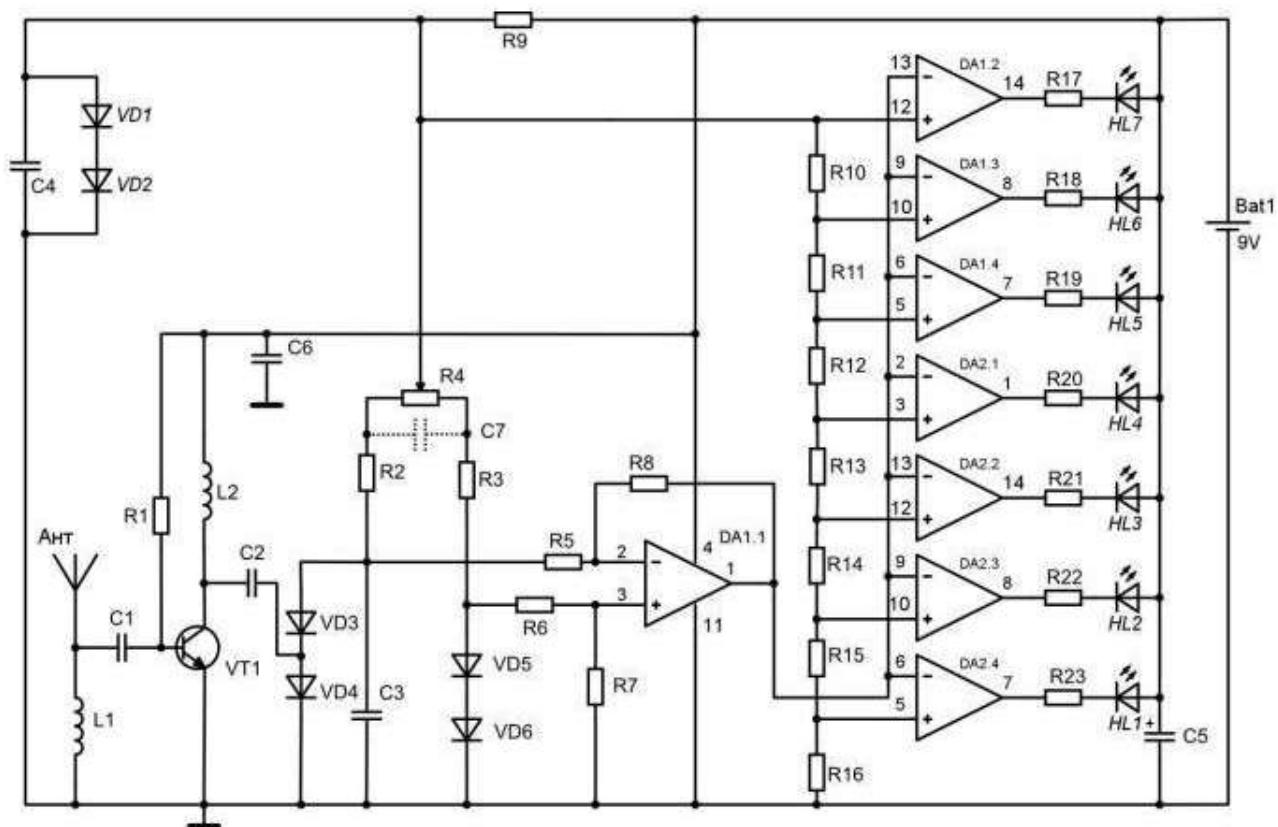 R9
13
DA1.2
14
R17
HL7
12
VD1
C4
VD2
R10
9
DA1.3
8
R18
HL6
10
Bat1
9V
R11
6
DA1.4
7
R19
HL5
5
C6
R12
2
DA2.1
1
R20
HL4
3
R4
C7
R2
R3
R8
R13
13
DA2.2
14
R21
HL3
12
L2
R1
Ант
C2
R5
2
4
DA1.1
1
3
11
R6
R14
9
DA2.3
8
R22
HL2
10
C1
VT1
VD3
VD4
C3
VD5
VD6
R7
R15
6
DA2.4
7
R23
HL1
5
+
C5
L1
R16